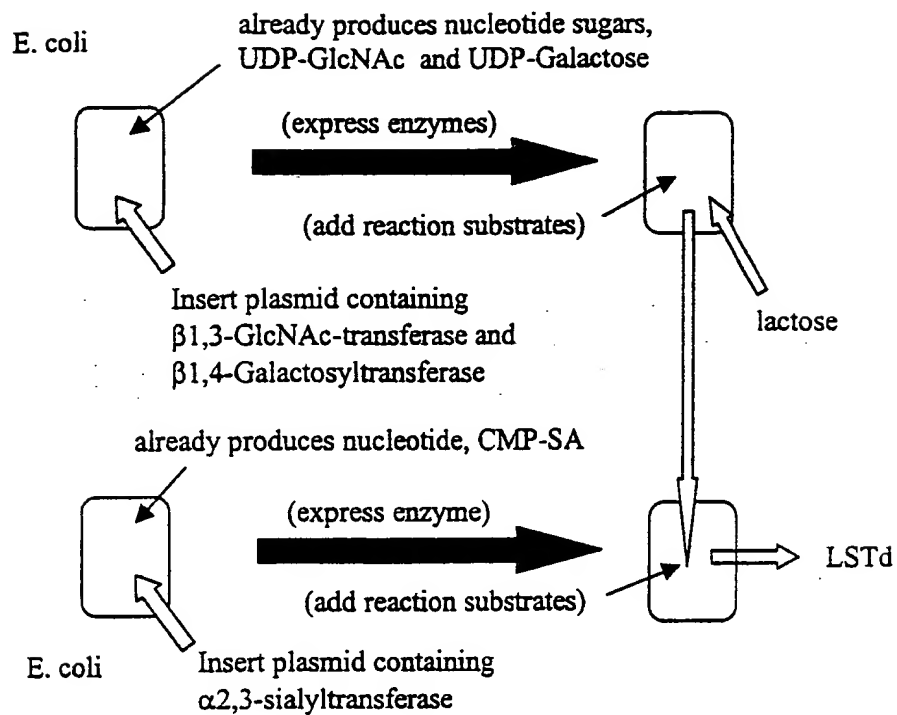 E. coli
already produces nucleotide sugars,
UDP-GlcNAc and UDP-Galactose
(express enzymes)
(add reaction substrates)
Insert plasmid containing
β1,3-GlcNAc-transferase and
β1,4-Galactosyltransferase
lactose
already produces nucleotide, CMP-SA
(express enzyme)
(add reaction substrates)
LSTd
E. coli
Insert plasmid containing
α2,3-sialyltransferase